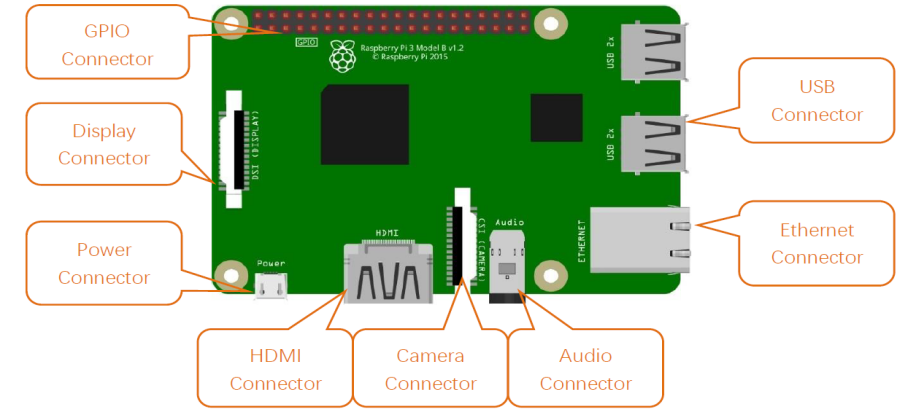 GPIO
Connector
GPIO
Raspberry Pi 3 Model B v1.2
© Raspberry Pi 2015
USB 2x
USB
Connector
Display
Connector
DSI (DISPLAY)
USB 2x
Power
Connector
Power
HDMI
CSI (CAMERA)
Audio
ETHERNET
Ethernet
Connector
HDMI
Connector
Camera
Connector
Audio
Connector